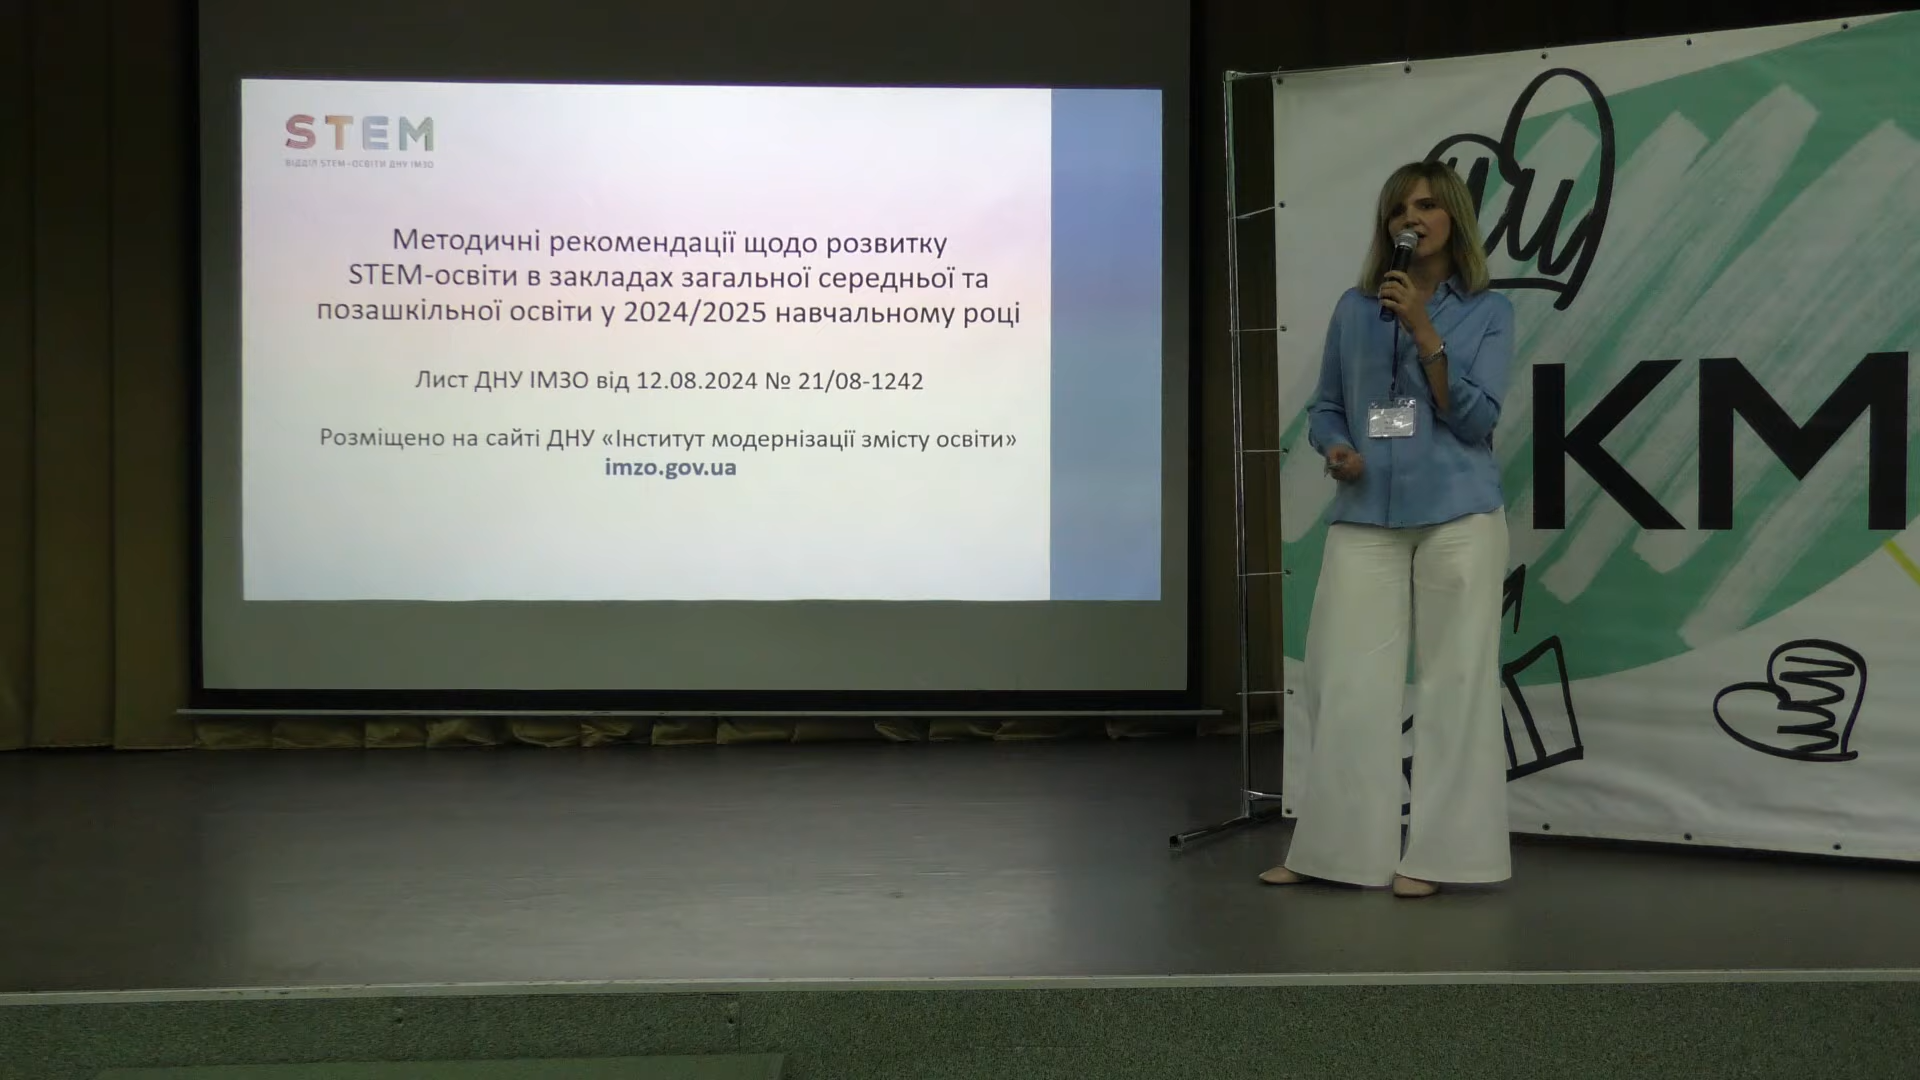 STEM
ВІДДІЛ STEM-ОСВІТИ ДНУ ІМЗО
Методичні рекомендації щодо розвитку
STEM-освіти в закладах загальної середньої та
позашкільної освіти у 2024/2025 навчальному році
Лист ДНУ ІМЗО від 12.08.2024 № 21/08-1242
Розміщено на сайті ДНУ «Інститут модернізації змісту освіти»
imzo.gov.ua
КМ